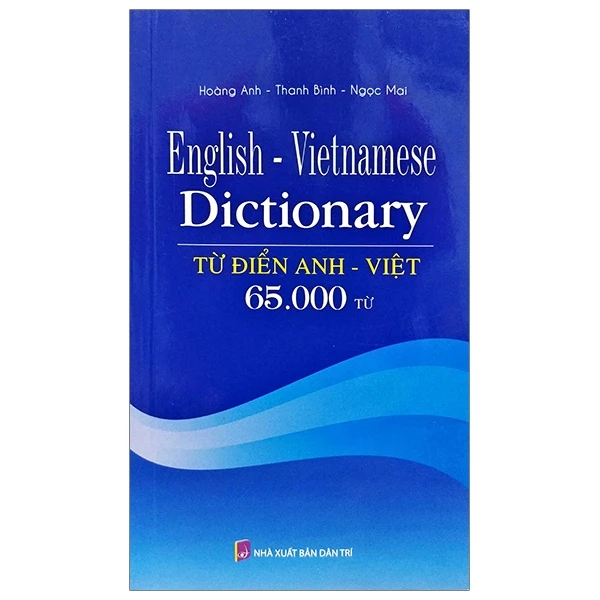 Hoàng Anh - Thanh Bình - Ngọc Mai
English - Vietnamese
Dictionary
TỪ ĐIỂN ANH - VIỆT
65.000 TỪ
NHÀ XUẤT BẢN DÂN TRÍ